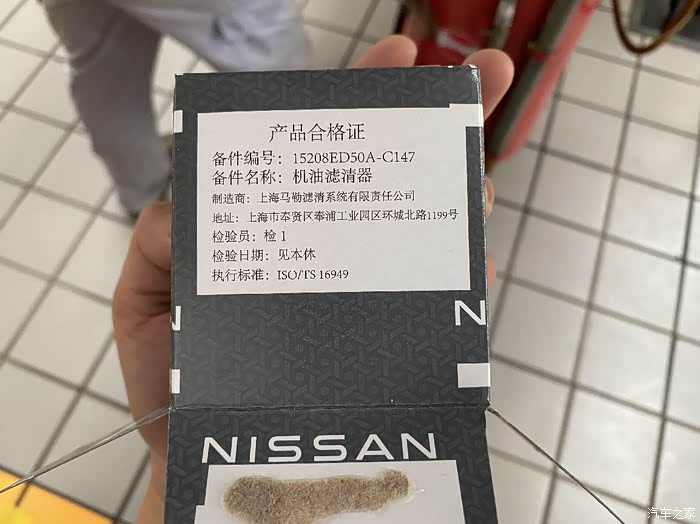 产品合格证
备件编号：15208ED50A-C147
备件名称：机油滤清器
制造商：上海马勒滤清系统有限责任公司
地址：上海市奉贤区奉浦工业园区环城北路1199号
检验员：检 1
检验日期：见本休
执行标准：ISO/TS 16949
N
N
NISSAN
汽车之家